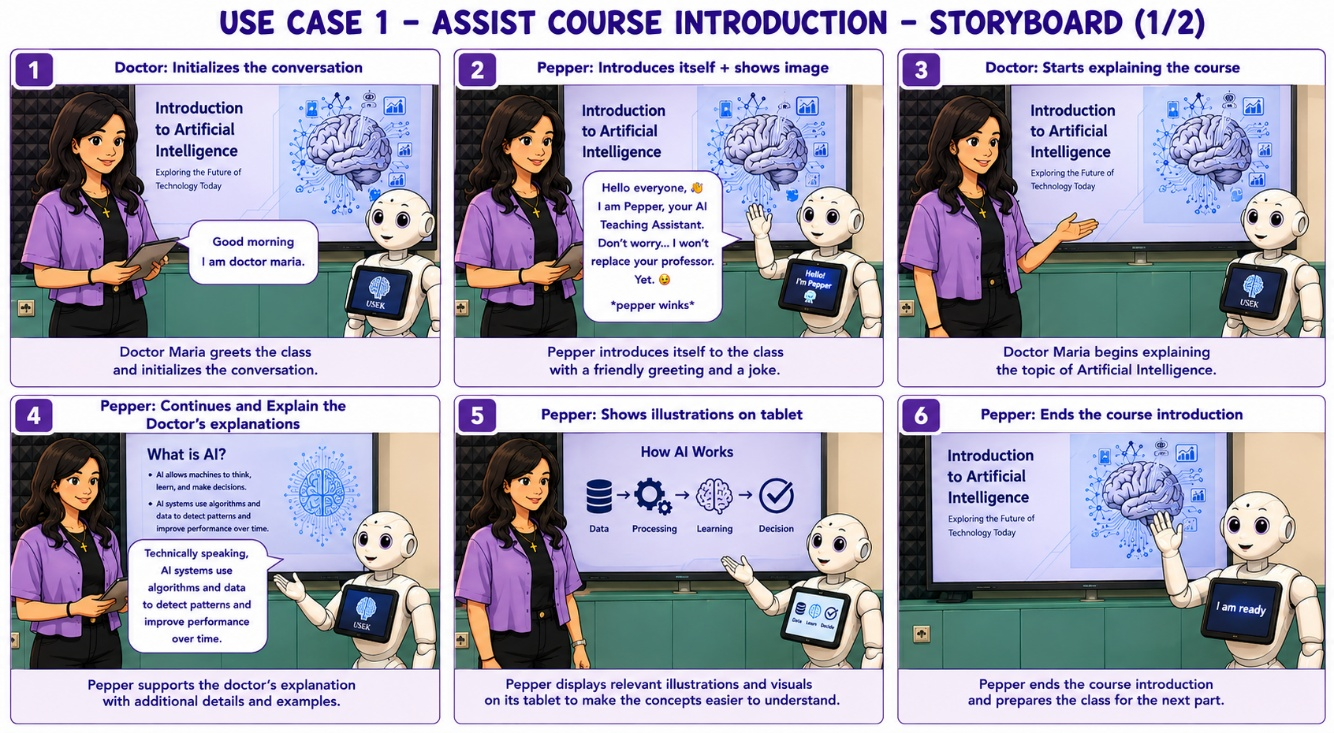 USE CASE 1 – ASSIST COURSE INTRODUCTION – STORYBOARD (1/2)
1
Doctor: Initializes the conversation
Introduction
to Artificial
Intelligence
Exploring the Future of
Technology Today
Good morning
I am doctor maria.
USEK
Doctor Maria greets the class
and initializes the conversation.
2
Pepper: Introduces itself + shows image
Introduction
to Artificial
Intelligence
Hello everyone, 👋
I am Pepper, your AI
Teaching Assistant.
Don't worry... I won't
replace your professor.
Yet. 😉
*pepper winks*
Hello!
I'm Pepper
Pepper introduces itself to the class
with a friendly greeting and a joke.
3
Doctor: Starts explaining the course
Introduction
to Artificial
Intelligence
Exploring the Future of
Technology Today
USEK
Doctor Maria begins explaining
the topic of Artificial Intelligence.
4
Pepper: Continues and Explain the
Doctor's explanations
What is AI?
• AI allows machines to think,
learn, and make decisions.
• AI systems use algorithms and
data to detect patterns and
improve performance over time.
Technically speaking,
AI systems use
algorithms and data
to detect patterns and
improve performance
over time.
USEK
Pepper supports the doctor's explanation
with additional details and examples.
5
Pepper: Shows illustrations on tablet
How AI Works
Data Processing Learning Decision
Data Learn Decide
Pepper displays relevant illustrations and visuals
on its tablet to make the concepts easier to understand.
6
Pepper: Ends the course introduction
Introduction
to Artificial
Intelligence
Exploring the Future of
Technology Today
I am ready
Pepper ends the course introduction
and prepares the class for the next part.